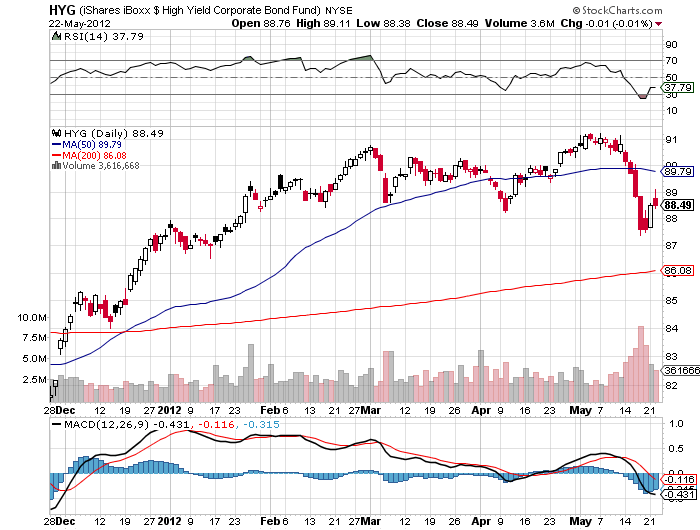 HYG (iShares iBoxx $ High Yield Corporate Bond Fund) NYSE
© StockCharts.com
22-May-2012
Open 88.76 High 89.11 Low 88.38 Close 88.49 Volume 3.6M Chg -0.01 (-0.01%)
RSI(14) 37.79
90
70
50
37.79
30
10
HYG (Daily) 88.49
MA(50) 89.79
MA(200) 86.08
Volume 3,616,668
91
89.79
89
88.49
88
87
86.08
85
84
83
82
10.0M
7.5M
5.0M
2.5M
361666
28 Dec 12 19 27 2012 9 17 23 Feb 6 13 21 27 Mar 12 19 26 Apr 9 16 23 May 7 14 21
MACD(12,26,9) -0.431, -0.116, -0.315
1.0
0.5
0.0
-0.116
-0.431
28 Dec 12 19 27 2012 9 17 23 Feb 6 13 21 27 Mar 12 19 26 Apr 9 16 23 May 7 14 21